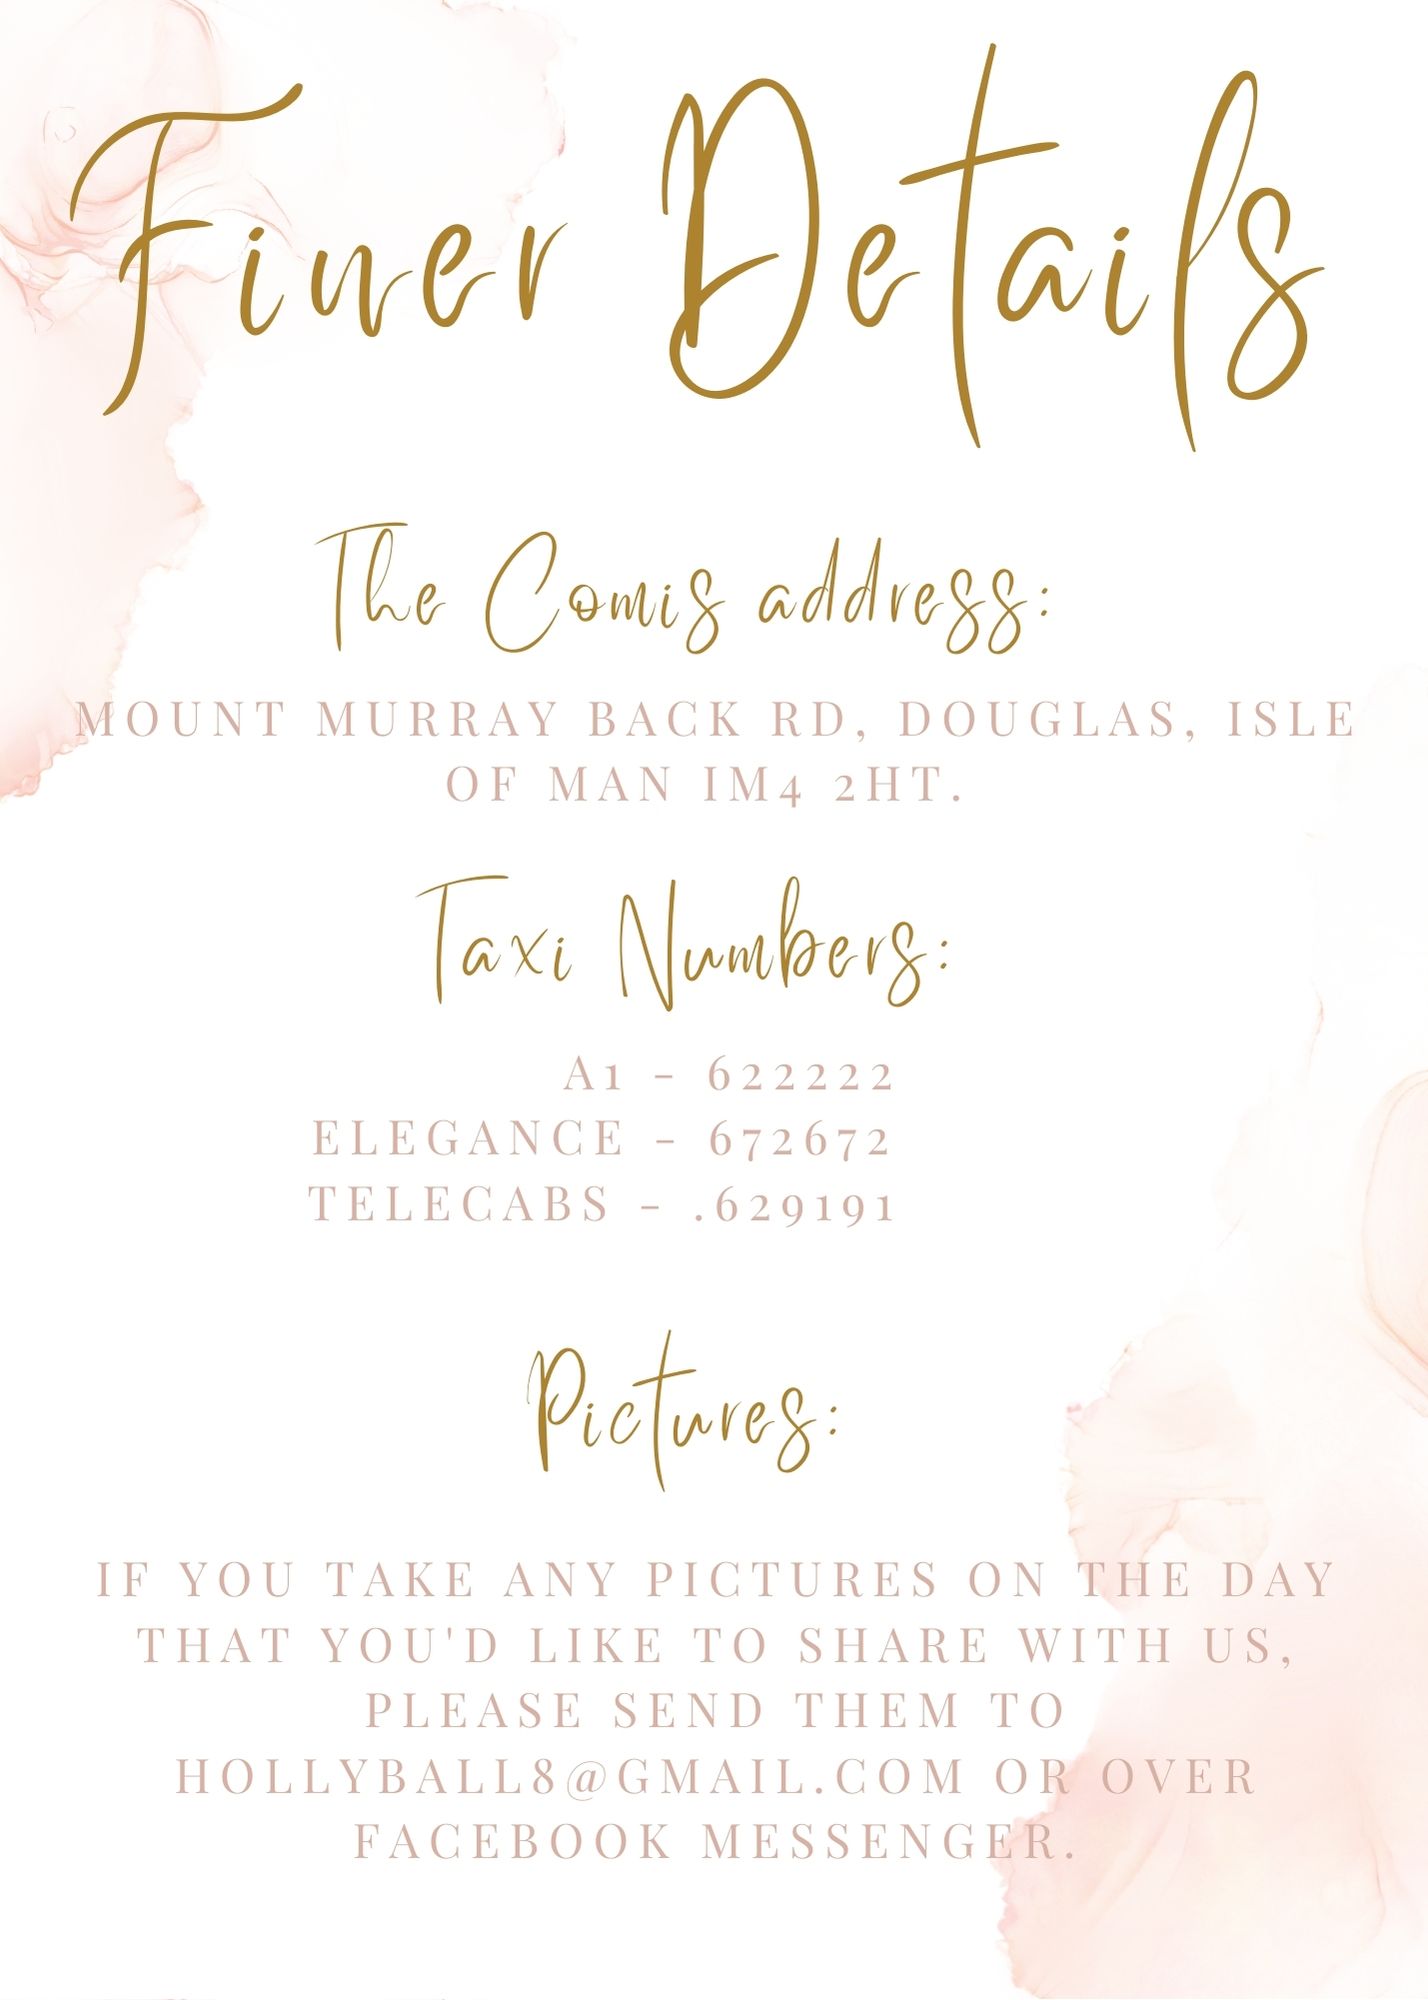 Finer Details
The Comis address:
MOUNT MURRAY BACK RD, DOUGLAS, ISLE
OF MAN IM4 2HT.
Taxi Numbers:
A1 - 622222
ELEGANCE - 672672
TELECABS - .629191
Pictures:
IF YOU TAKE ANY PICTURES ON THE DAY
THAT YOU'D LIKE TO SHARE WITH US,
PLEASE SEND THEM TO
HOLLYBALL8@GMAIL.COM OR OVER
FACEBOOK MESSENGER.